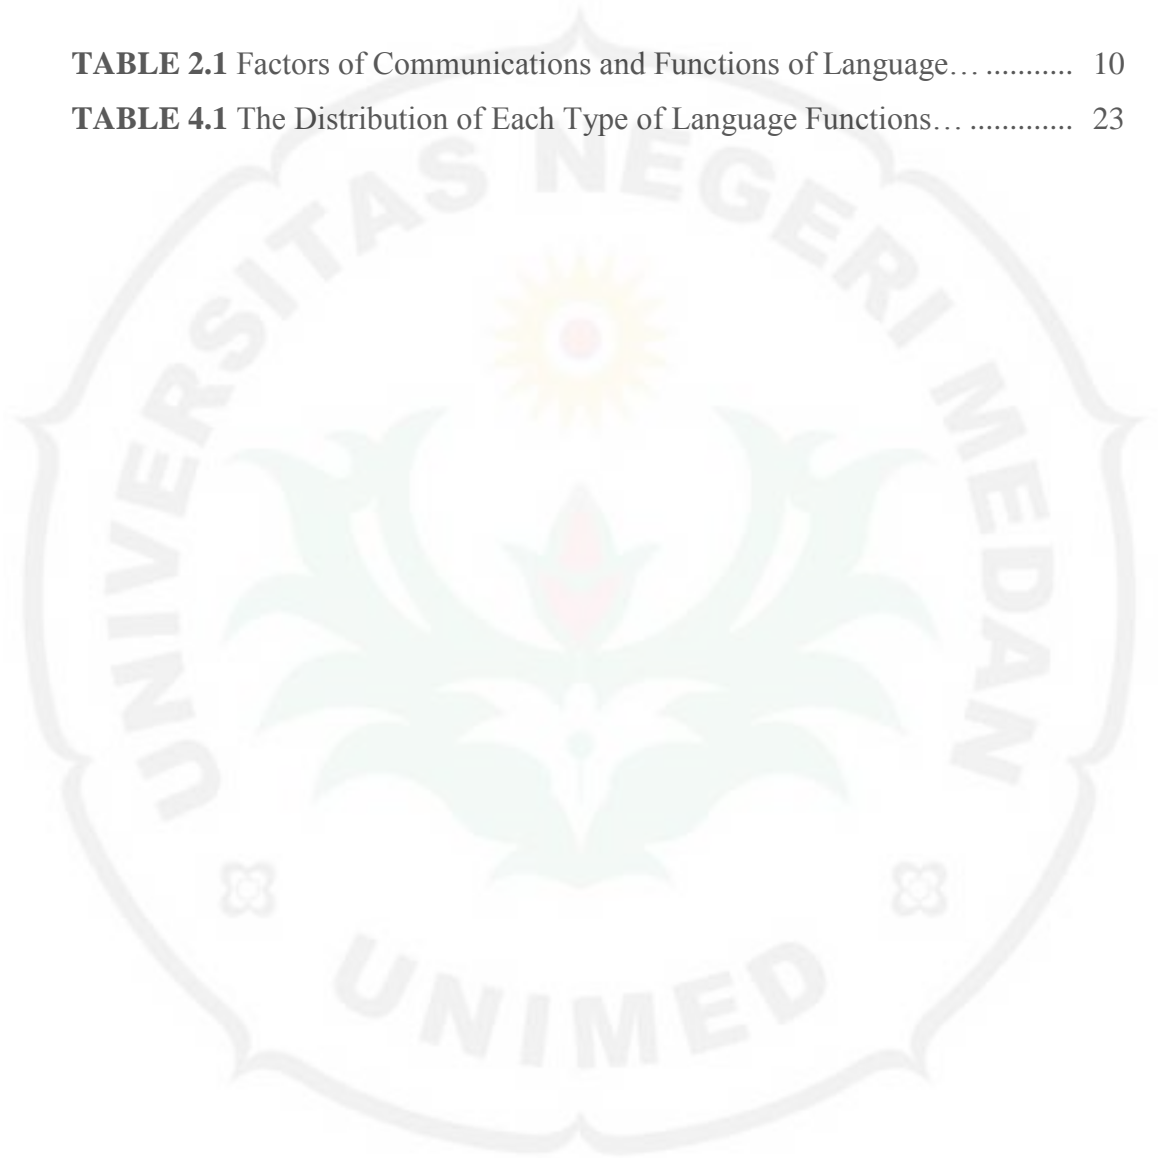 TABLE 2.1 Factors of Communications and Functions of Language… ........... 10
TABLE 4.1 The Distribution of Each Type of Language Functions… ............. 23
UNIVERSITAS NEGERI MEDAN
UNIMED